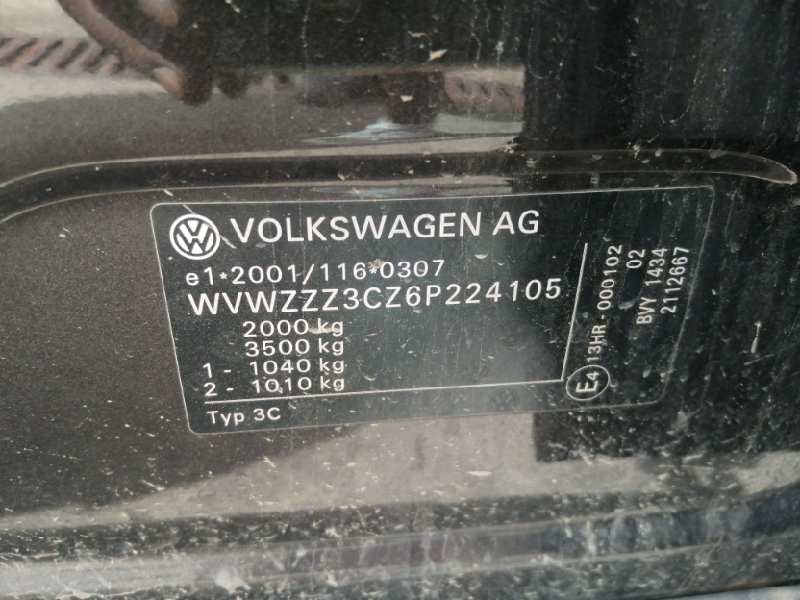 VOLKSWAGEN AG
e1*2001/116*0307
WVWZZZ3CZ6P224105
2000 kg
3500 kg
1 - 1040 kg
2 - 1010 kg
Typ 3C
E4 13HR - 000102
02
BVY 1434
2112667